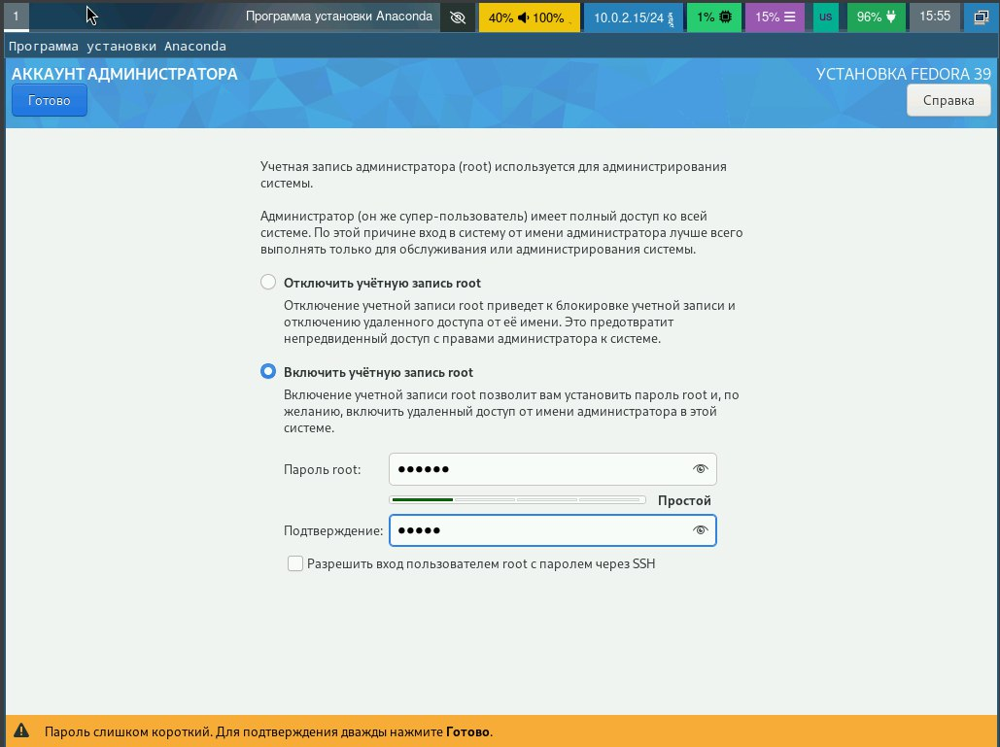 1 Программа установки Anaconda 40% 100% 10.0.2.15/24 1% 15% us 96% 15:55
Программа установки Anaconda
АККАУНТ АДМИНИСТРАТОРА УСТАНОВКА FEDORA 39
Готово Справка
Учетная запись администратора (root) используется для администрирования
системы.
Администратор (он же супер-пользователь) имеет полный доступ ко всей
системе. По этой причине вход в систему от имени администратора лучше всего
выполнять только для обслуживания или администрирования системы.
Отключить учётную запись root
Отключение учетной записи root приведет к блокировке учетной записи и
отключению удаленного доступа от её имени. Это предотвратит
непредвиденный доступ с правами администратора к системе.
Включить учётную запись root
Включение учетной записи root позволит вам установить пароль root и, по
желанию, включить удаленный доступ от имени администратора в этой
системе.
Пароль root: ●●●●●●
Простой
Подтверждение: ●●●●●
Разрешить вход пользователем root с паролем через SSH
Пароль слишком короткий. Для подтверждения дважды нажмите Готово.